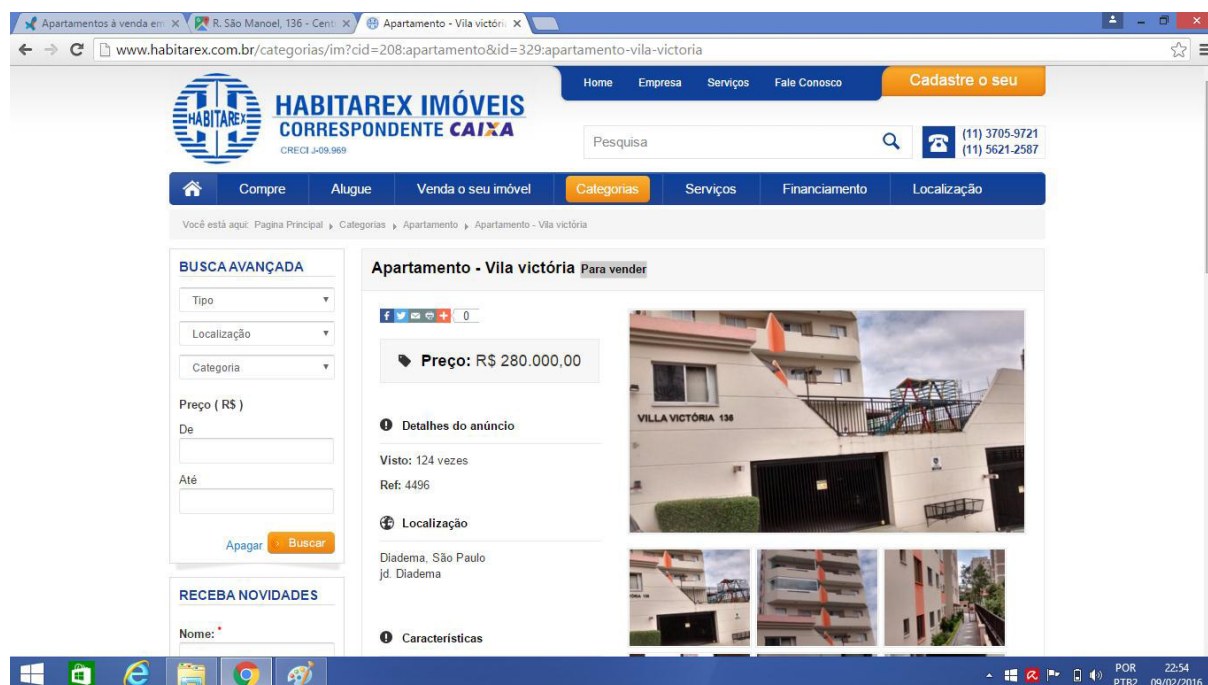 Apartamentos à venda em
R. São Manoel, 136 - Cent
Apartamento - Vila victóri
www.habitarex.com.br/categorias/im?cid=208:apartamento&id=329:apartamento-vila-victoria
Home Empresa Serviços Fale Conosco Cadastre o seu
HABITAREX
HABITAREX IMÓVEIS
CORRESPONDENTE CAIXA
CRECI J-09.969
Pesquisa
(11) 3705-9721
(11) 5621-2587
Compre Alugue Venda o seu imóvel Categorias Serviços Financiamento Localização
Você está aqui: Pagina Principal Categorias Apartamento Apartamento - Vila victória
BUSCA AVANÇADA
Tipo
Localização
Categoria
Preço ( R$ )
De
Até
Apagar Buscar
RECEBA NOVIDADES
Nome: *
Apartamento - Vila victória Para vender
0
Preço: R$ 280.000,00
Detalhes do anúncio
Visto: 124 vezes
Ref: 4496
Localização
Diadema, São Paulo
jd. Diadema
Características
VILLA VICTÓRIA 136
POR
PTB2
22:54
09/02/2016